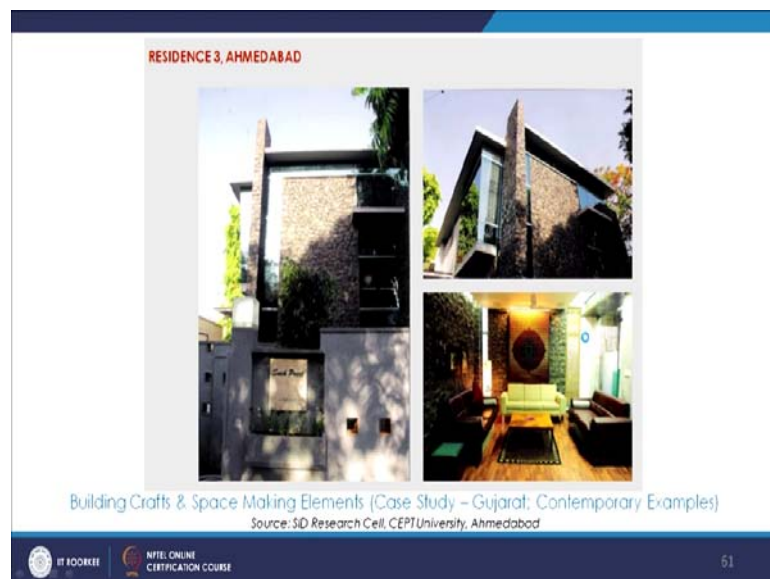 RESIDENCE 3, AHMEDABAD
Building Crafts & Space Making Elements (Case Study – Gujarat; Contemporary Examples)
Source: SID Research Cell, CEPT University, Ahmedabad
IIT ROORKEE
NPTEL ONLINE
CERTIFICATION COURSE
61